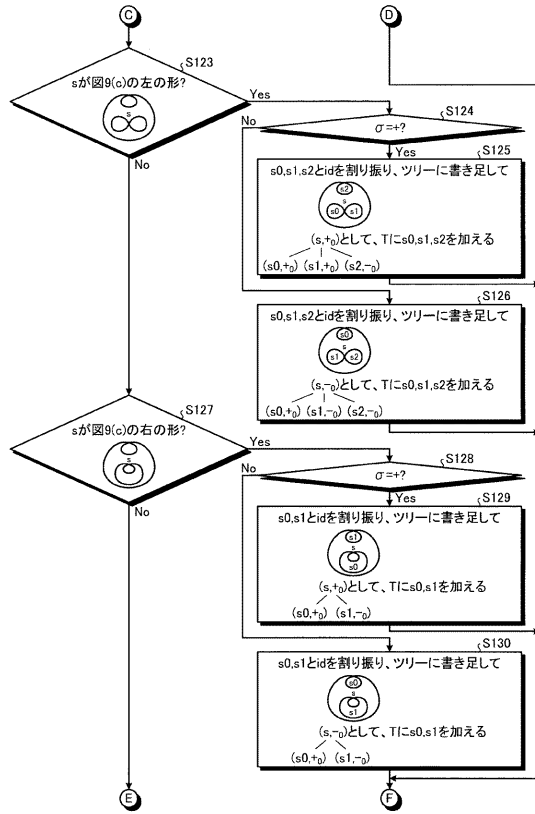 C
D
S123
sが図9(c)の左の形?
s
Yes
No
S124
σ=+?
No
Yes
S125
s0,s1,s2とidを割り振り、ツリーに書き足して
s2
s
s0 s1
(s,+₀)として、Tにs0,s1,s2を加える
(s0,+₀) (s1,+₀) (s2,-₀)
S126
s0,s1,s2とidを割り振り、ツリーに書き足して
s0
s
s1 s2
(s,-₀)として、Tにs0,s1,s2を加える
(s0,+₀) (s1,-₀) (s2,-₀)
S127
sが図9(c)の右の形?
s
Yes
No
S128
σ=+?
No
Yes
S129
s0,s1とidを割り振り、ツリーに書き足して
s1
s
s0
(s,+₀)として、Tにs0,s1を加える
(s0,+₀) (s1,-₀)
S130
s0,s1とidを割り振り、ツリーに書き足して
s0
s
s1
(s,-₀)として、Tにs0,s1を加える
(s0,+₀) (s1,-₀)
E
F